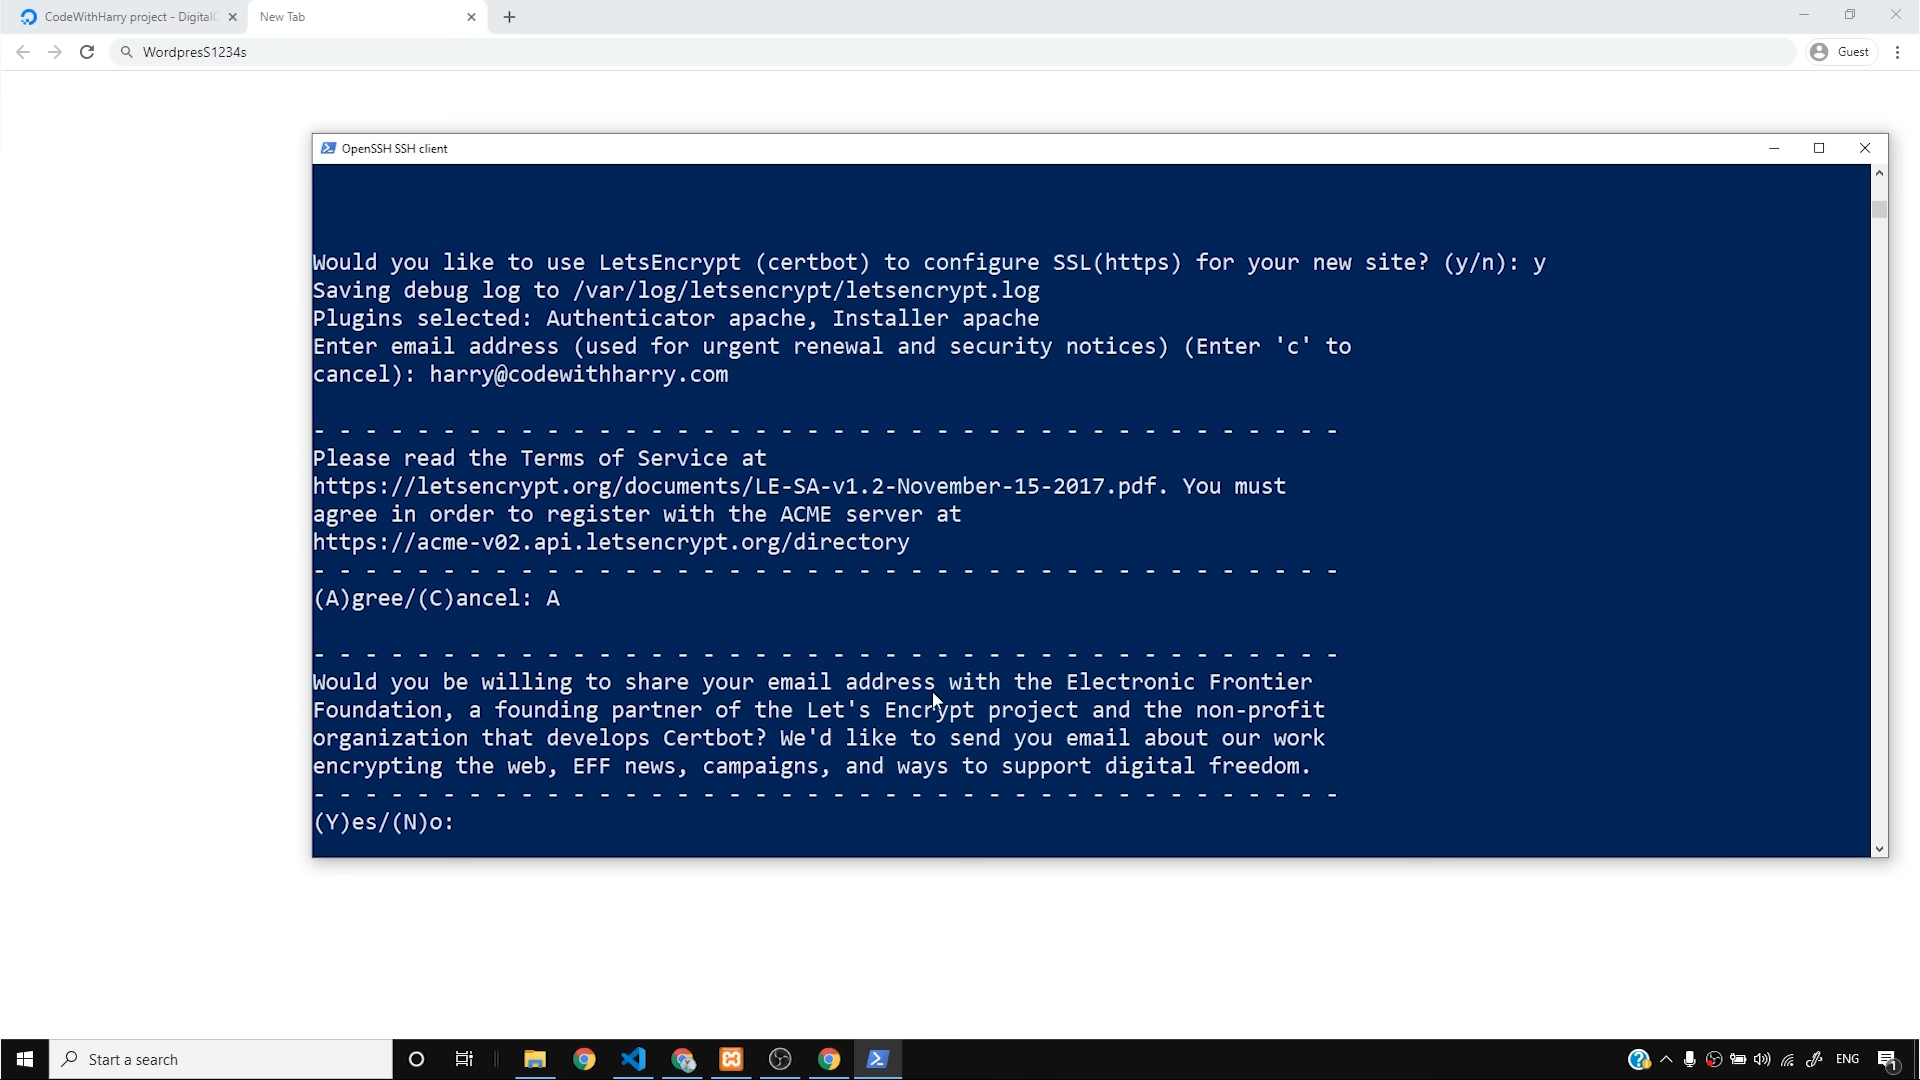 CodeWithHarry project - Digital
New Tab
WordpresS1234s
Guest
OpenSSH SSH client
Would you like to use LetsEncrypt (certbot) to configure SSL(https) for your new site? (y/n): y
Saving debug log to /var/log/letsencrypt/letsencrypt.log
Plugins selected: Authenticator apache, Installer apache
Enter email address (used for urgent renewal and security notices) (Enter 'c' to
cancel): harry@codewithharry.com
- - - - - - - - - - - - - - - - - - - - - - - - - - - - - - - - - - - - - - - -
Please read the Terms of Service at
https://letsencrypt.org/documents/LE-SA-v1.2-November-15-2017.pdf. You must
agree in order to register with the ACME server at
https://acme-v02.api.letsencrypt.org/directory
- - - - - - - - - - - - - - - - - - - - - - - - - - - - - - - - - - - - - - - -
(A)gree/(C)ancel: A
- - - - - - - - - - - - - - - - - - - - - - - - - - - - - - - - - - - - - - - -
Would you be willing to share your email address with the Electronic Frontier
Foundation, a founding partner of the Let's Encrypt project and the non-profit
organization that develops Certbot? We'd like to send you email about our work
encrypting the web, EFF news, campaigns, and ways to support digital freedom.
- - - - - - - - - - - - - - - - - - - - - - - - - - - - - - - - - - - - - - - -
(Y)es/(N)o:
Start a search
ENG
1